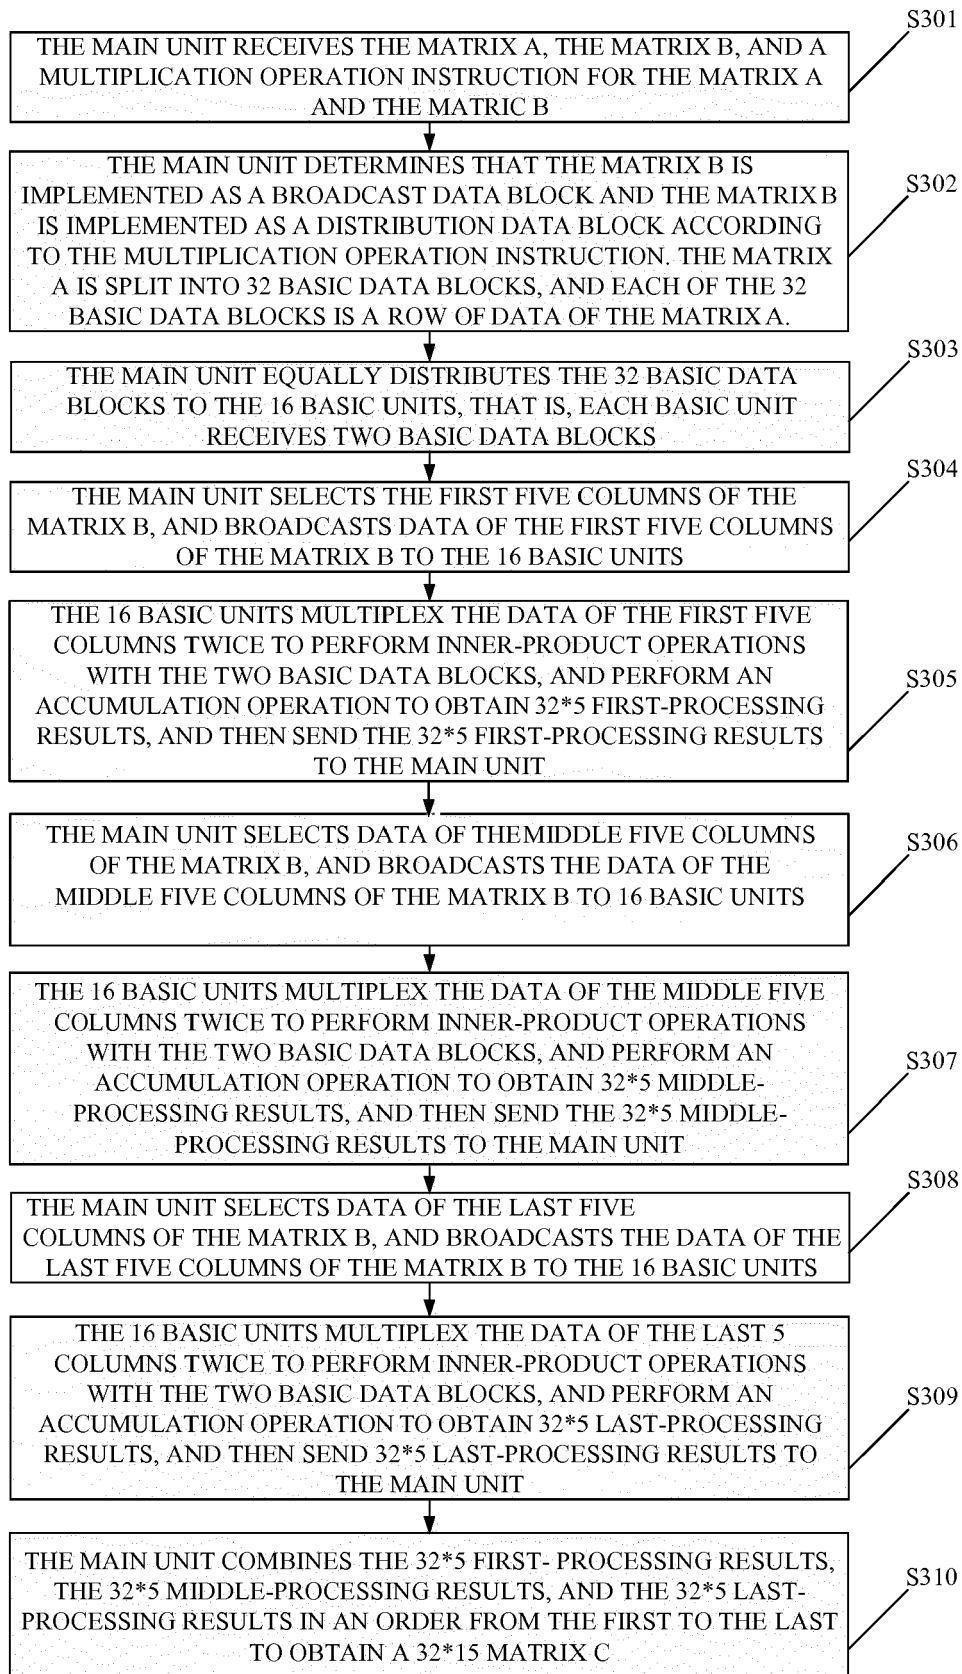 S301
THE MAIN UNIT RECEIVES THE MATRIX A, THE MATRIX B, AND A
MULTIPLICATION OPERATION INSTRUCTION FOR THE MATRIX A
AND THE MATRIC B
S302
THE MAIN UNIT DETERMINES THAT THE MATRIX B IS
IMPLEMENTED AS A BROADCAST DATA BLOCK AND THE MATRIX B
IS IMPLEMENTED AS A DISTRIBUTION DATA BLOCK ACCORDING
TO THE MULTIPLICATION OPERATION INSTRUCTION. THE MATRIX
A IS SPLIT INTO 32 BASIC DATA BLOCKS, AND EACH OF THE 32
BASIC DATA BLOCKS IS A ROW OF DATA OF THE MATRIX A.
S303
THE MAIN UNIT EQUALLY DISTRIBUTES THE 32 BASIC DATA
BLOCKS TO THE 16 BASIC UNITS, THAT IS, EACH BASIC UNIT
RECEIVES TWO BASIC DATA BLOCKS
S304
THE MAIN UNIT SELECTS THE FIRST FIVE COLUMNS OF THE
MATRIX B, AND BROADCASTS DATA OF THE FIRST FIVE COLUMNS
OF THE MATRIX B TO THE 16 BASIC UNITS
S305
THE 16 BASIC UNITS MULTIPLEX THE DATA OF THE FIRST FIVE
COLUMNS TWICE TO PERFORM INNER-PRODUCT OPERATIONS
WITH THE TWO BASIC DATA BLOCKS, AND PERFORM AN
ACCUMULATION OPERATION TO OBTAIN 32*5 FIRST-PROCESSING
RESULTS, AND THEN SEND THE 32*5 FIRST-PROCESSING RESULTS
TO THE MAIN UNIT
S306
THE MAIN UNIT SELECTS DATA OF THEMIDDLE FIVE COLUMNS
OF THE MATRIX B, AND BROADCASTS THE DATA OF THE
MIDDLE FIVE COLUMNS OF THE MATRIX B TO 16 BASIC UNITS
S307
THE 16 BASIC UNITS MULTIPLEX THE DATA OF THE MIDDLE FIVE
COLUMNS TWICE TO PERFORM INNER-PRODUCT OPERATIONS
WITH THE TWO BASIC DATA BLOCKS, AND PERFORM AN
ACCUMULATION OPERATION TO OBTAIN 32*5 MIDDLE-
PROCESSING RESULTS, AND THEN SEND THE 32*5 MIDDLE-
PROCESSING RESULTS TO THE MAIN UNIT
S308
THE MAIN UNIT SELECTS DATA OF THE LAST FIVE
COLUMNS OF THE MATRIX B, AND BROADCASTS THE DATA OF THE
LAST FIVE COLUMNS OF THE MATRIX B TO THE 16 BASIC UNITS
S309
THE 16 BASIC UNITS MULTIPLEX THE DATA OF THE LAST 5
COLUMNS TWICE TO PERFORM INNER-PRODUCT OPERATIONS
WITH THE TWO BASIC DATA BLOCKS, AND PERFORM AN
ACCUMULATION OPERATION TO OBTAIN 32*5 LAST-PROCESSING
RESULTS, AND THEN SEND 32*5 LAST-PROCESSING RESULTS TO
THE MAIN UNIT
S310
THE MAIN UNIT COMBINES THE 32*5 FIRST- PROCESSING RESULTS,
THE 32*5 MIDDLE-PROCESSING RESULTS, AND THE 32*5 LAST-
PROCESSING RESULTS IN AN ORDER FROM THE FIRST TO THE LAST
TO OBTAIN A 32*15 MATRIX C